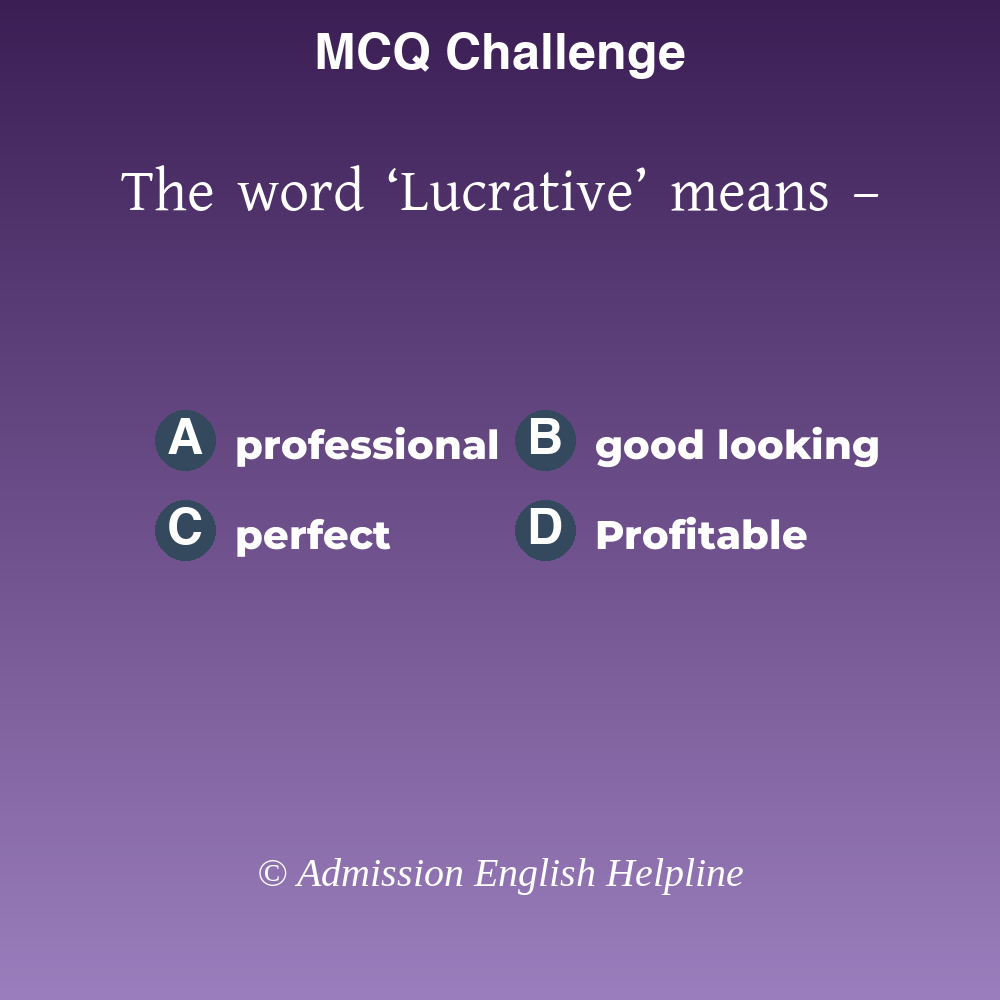 MCQ Challenge
The word ‘Lucrative’ means –
A professional B good looking
C perfect D Profitable
© Admission English Helpline